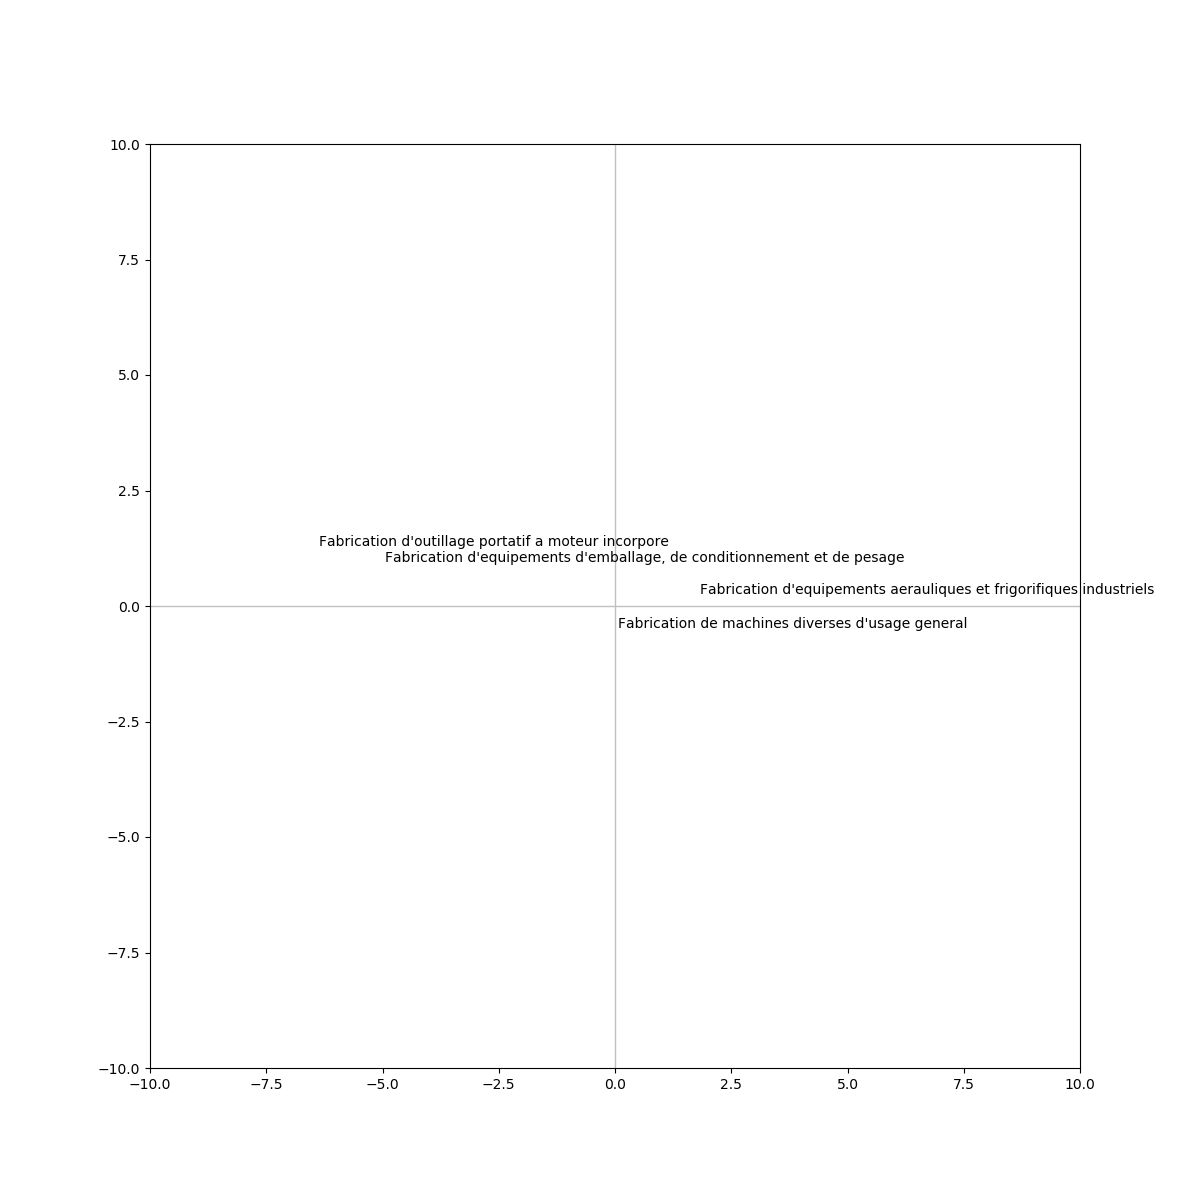 10.0
7.5
5.0
2.5
Fabrication d'outillage portatif a moteur incorpore
Fabrication d'equipements d'emballage, de conditionnement et de pesage
Fabrication d'equipements aerauliques et frigorifiques industriels
0.0
Fabrication de machines diverses d'usage general
−2.5
−5.0
−7.5
−10.0
−10.0 −7.5 −5.0 −2.5 0.0 2.5 5.0 7.5 10.0